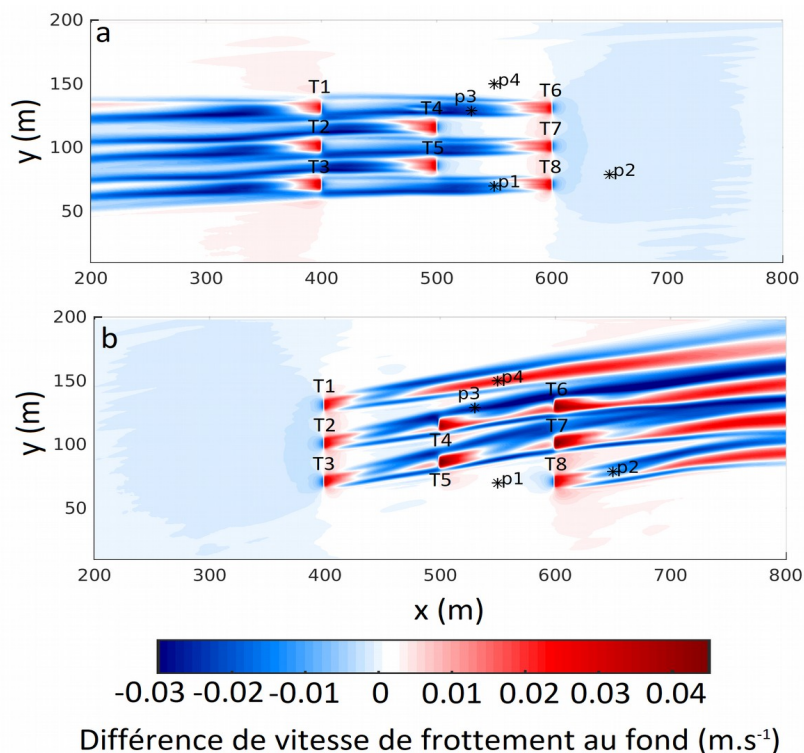 200
a
150
100
50
y (m)
T1
T2
T3
T4
T5
T6
T7
T8
p3
*p4
*p1
*p2
200 300 400 500 600 700 800
200
b
150
100
50
y (m)
T1
T2
T3
T4
T5
T6
T7
T8
p3
*p4
*p1
*p2
200 300 400 500 600 700 800
x (m)
-0.03 -0.02 -0.01 0 0.01 0.02 0.03 0.04
Différence de vitesse de frottement au fond (m.s⁻¹)